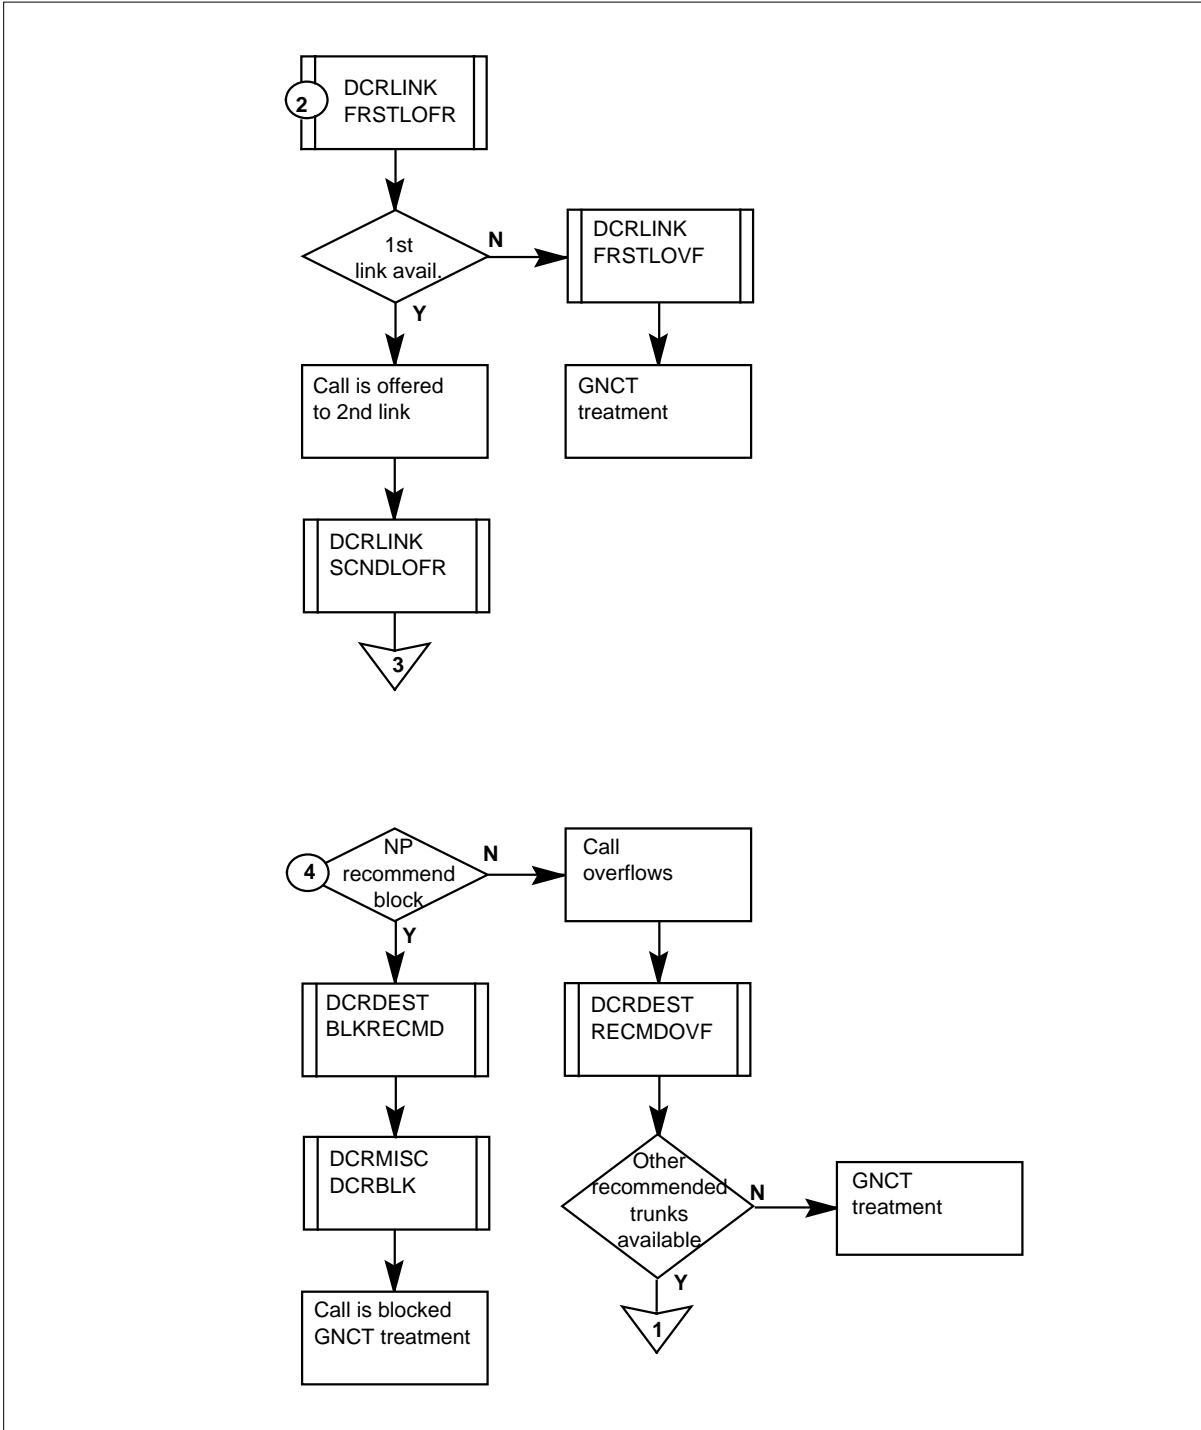 2
DCRLINK
FRSTLOFR
1st
link avail.
N
DCRLINK
FRSTLOVF
Y
Call is offered
to 2nd link
GNCT
treatment
DCRLINK
SCNDLOFR
3
4
NP
recommend
block
N
Call
overflows
Y
DCRDEST
BLKRECMD
DCRDEST
RECMDOVF
DCRMISC
DCRBLK
Other
recommended
trunks
available
N
GNCT
treatment
Y
Call is blocked
GNCT treatment
1